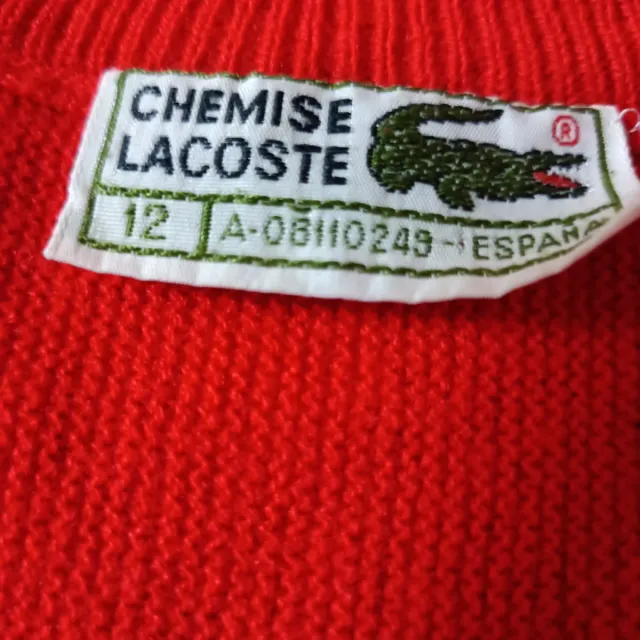 CHEMISE
LACOSTE
®
12 A-08110249- ESPAÑA